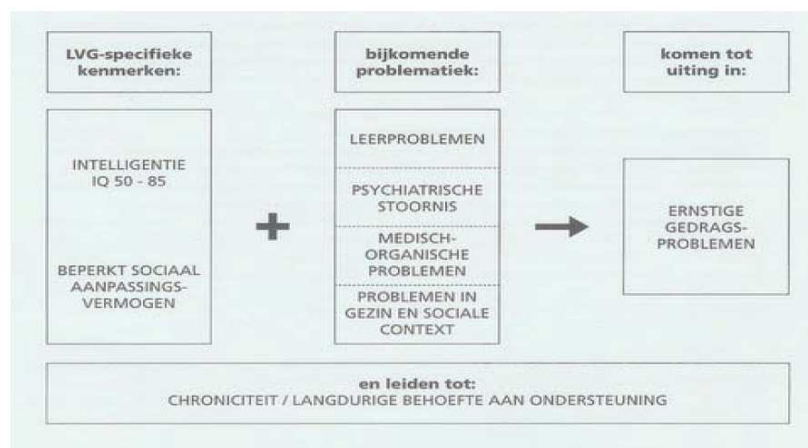 LVG-specifieke
kenmerken:
bijkomende
problematiek:
komen tot
uiting in:
INTELLIGENTIE
IQ 50 - 85
BEPERKT SOCIAAL
AANPASSINGS-
VERMOGEN
+
LEERPROBLEMEN
PSYCHIATRISCHE
STOORNIS
MEDISCH-
ORGANISCHE
PROBLEMEN
PROBLEMEN IN
GEZIN EN SOCIALE
CONTEXT
ERNSTIGE
GEDRAGS-
PROBLEMEN
en leiden tot:
CHRONICITEIT / LANGDURIGE BEHOEFTE AAN ONDERSTEUNING